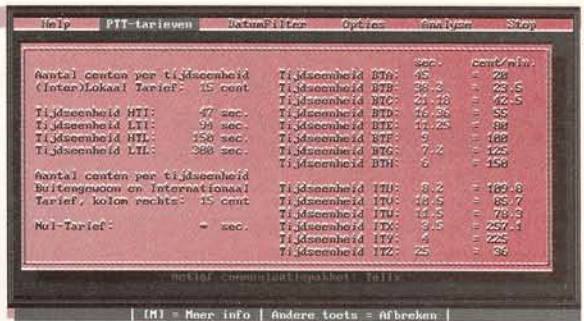 Help PTT-tarieven DatumFilter Opties Analyse Stop
sec. cent/min.
Aantal centen per tijdseenheid Tijdseenheid BTA: 45 = 20
(Inter)Lokaal Tarief: 15 cent Tijdseenheid BTB: 38.3 = 23.5
Tijdseenheid BTC: 21.18 = 42.5
Tijdseenheid HTI: 47 sec. Tijdseenheid BTD: 16.36 = 55
Tijdseenheid LTI: 94 sec. Tijdseenheid BTE: 11.25 = 80
Tijdseenheid HTL: 150 sec. = 100
Tijdseenheid LTL: 300 sec. Tijdseenheid BTG: 7.2 = 125
Tijdseenheid BTH: 6 = 150
Aantal centen per tijdseenheid
Buitengewoon en Internationaal Tijdseenheid ITU: 8.2 = 109.8
Tarief, kolom rechts: 15 cent Tijdseenheid ITV: 10.5 = 85.7
Tijdseenheid ITW: 11.5 = 78.3
Nul-Tarief: ∞ sec. Tijdseenheid ITX: 3.5 = 257.1
Tijdseenheid ITY: 4 = 225
Tijdseenheid ITZ: 25 = 36
Actief communicatiepakket: Telix
[M] = Meer info | Andere toets = Afbreken